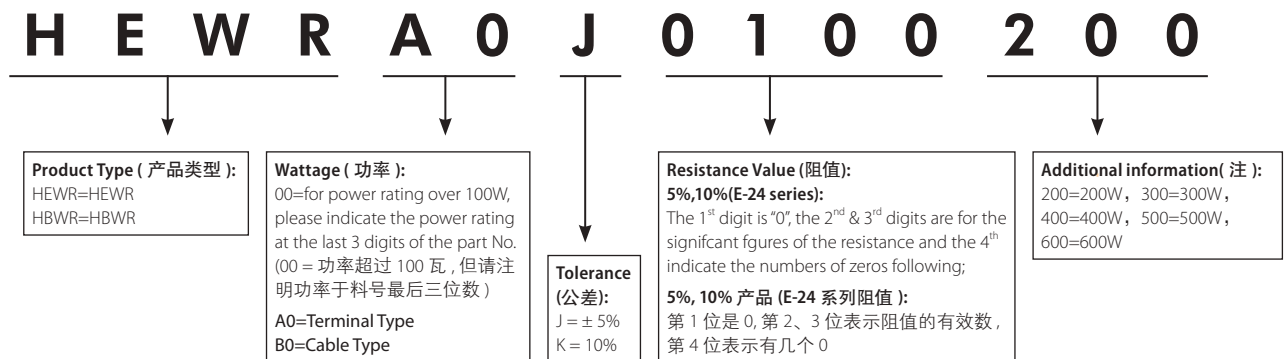 H E W R A 0 J 0 1 0 0 2 0 0
Product Type ( 产品类型 ):
HEWR=HEWR
HBWR=HBWR
Wattage ( 功率 ):
00=for power rating over 100W,
please indicate the power rating
at the last 3 digits of the part No.
(00 = 功率超过 100 瓦 , 但请注
明功率于料号最后三位数 )
A0=Terminal Type
B0=Cable Type
Tolerance
(公差):
J = ± 5%
K = 10%
Resistance Value (阻值):
5%,10%(E-24 series):
The 1st digit is "0", the 2nd & 3rd digits are for the
signifcant fgures of the resistance and the 4th
indicate the numbers of zeros following;
5%, 10% 产品 (E-24 系列阻值 ):
第 1 位是 0, 第 2、3 位表示阻值的有效数 ,
第 4 位表示有几个 0
Additional information( 注 ):
200=200W，300=300W，
400=400W，500=500W，
600=600W